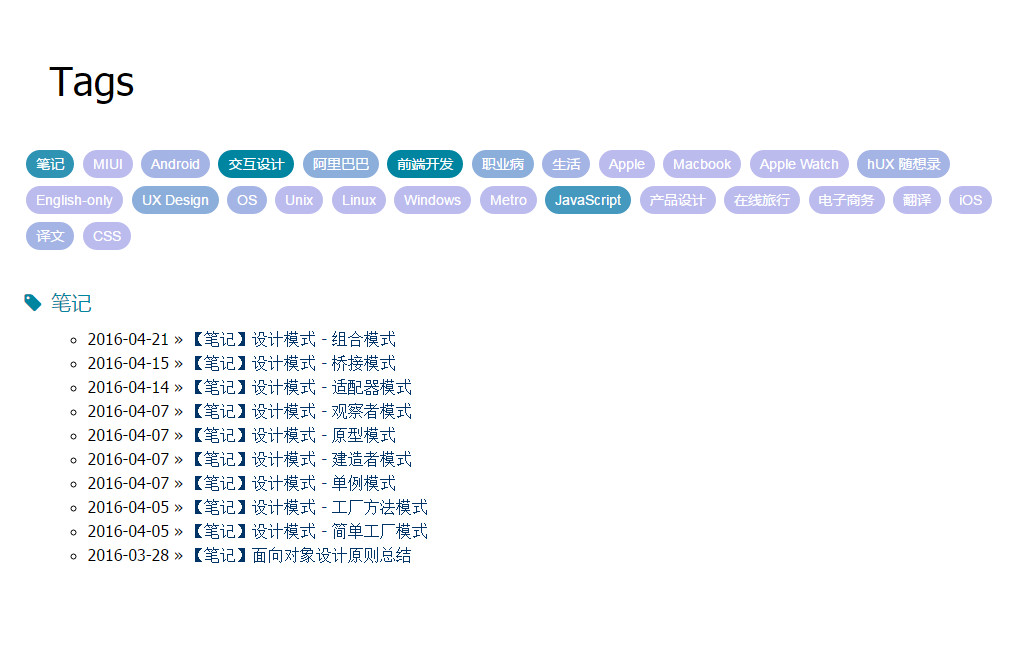 Tags
笔记 MIUI Android 交互设计 阿里巴巴 前端开发 职业病 生活 Apple Macbook Apple Watch hUX 随想录
English-only UX Design OS Unix Linux Windows Metro JavaScript 产品设计 在线旅行 电子商务 翻译 iOS
译文 CSS
笔记
2016-04-21 » 【笔记】设计模式 - 组合模式
2016-04-15 » 【笔记】设计模式 - 桥接模式
2016-04-14 » 【笔记】设计模式 - 适配器模式
2016-04-07 » 【笔记】设计模式 - 观察者模式
2016-04-07 » 【笔记】设计模式 - 原型模式
2016-04-07 » 【笔记】设计模式 - 建造者模式
2016-04-07 » 【笔记】设计模式 - 单例模式
2016-04-05 » 【笔记】设计模式 - 工厂方法模式
2016-04-05 » 【笔记】设计模式 - 简单工厂模式
2016-03-28 » 【笔记】面向对象设计原则总结